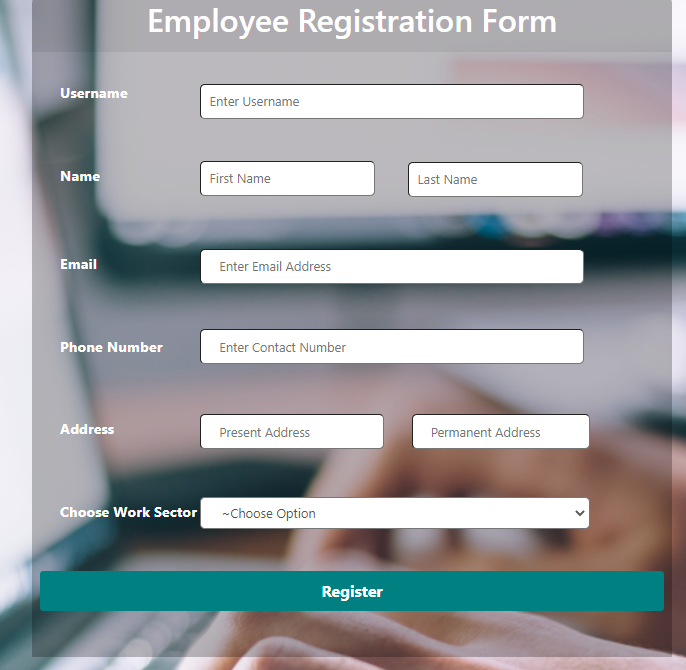 Employee Registration Form
Username
Enter Username
Name
First Name Last Name
Email
Enter Email Address
Phone Number
Enter Contact Number
Address
Present Address Permanent Address
Choose Work Sector
~Choose Option
Register